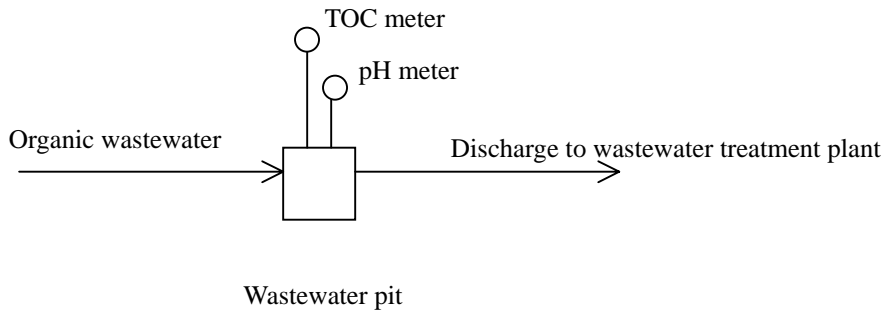 TOC meter
pH meter
Organic wastewater
Discharge to wastewater treatment plant
Wastewater pit